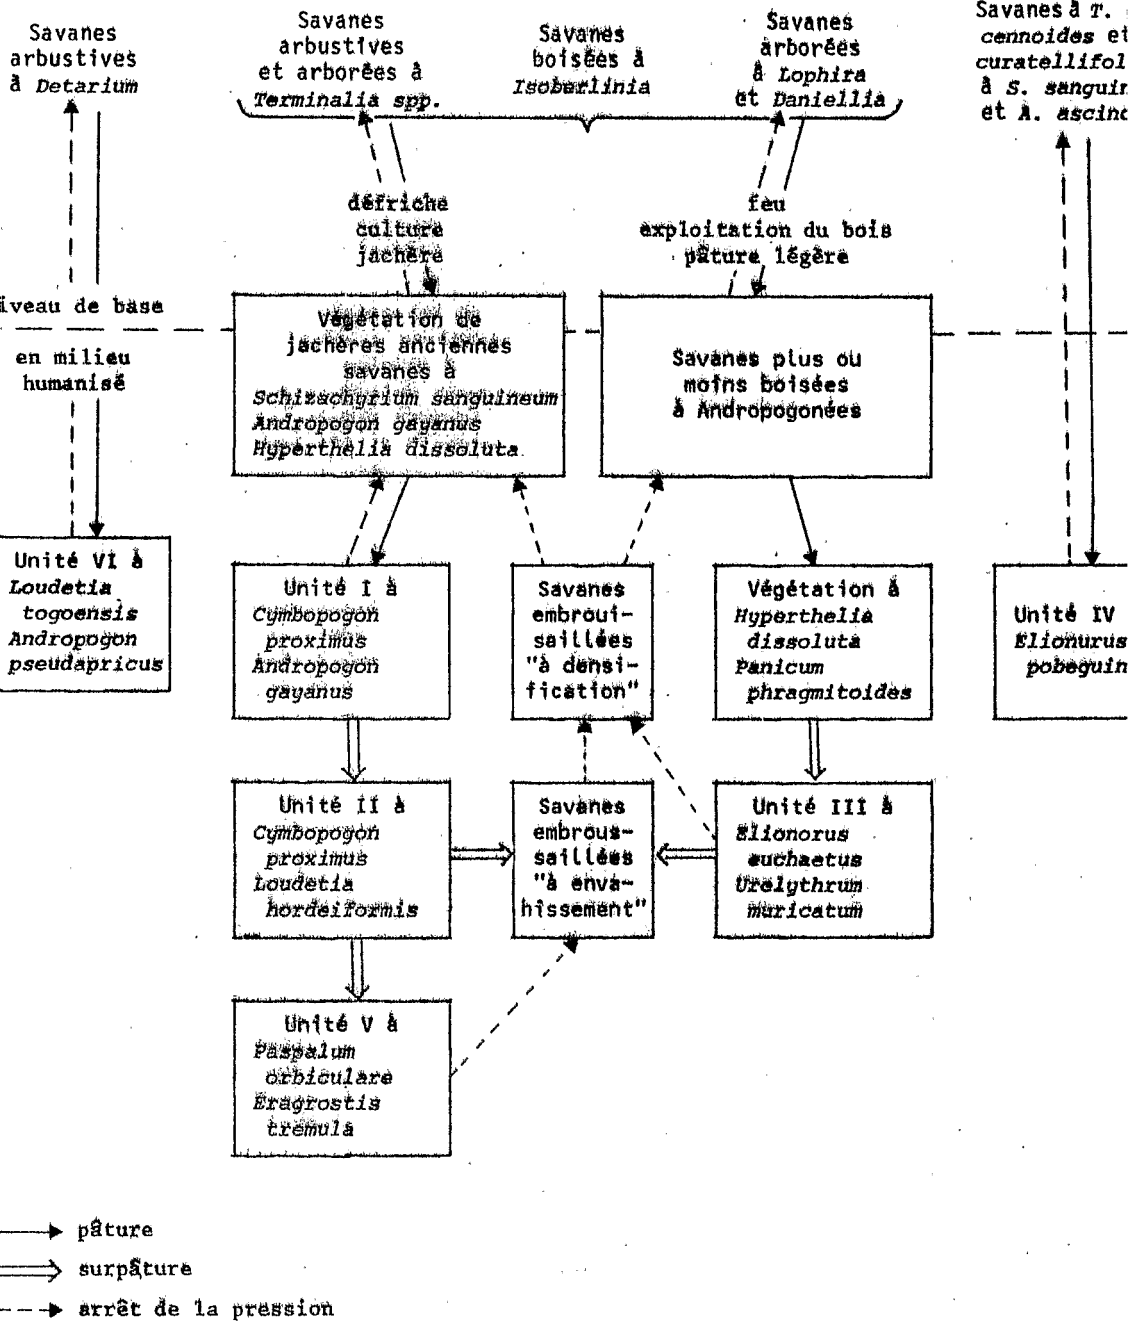 Savanes
arbustives
à Detarium
Savanes
arbustives
et arborées à
Terminalia spp.
Savanes
boisées à
Isoberlinia
Savanes
arborées
à Lophira
et Daniellia
Savanes à T.
cennoides et
curatellifol
à S. sanguin
et A. ascino
défriche
culture
jachère
feu
exploitation du bois
pâture légère
iveau de base
en milieu
humanisé
Végétation de
jachères anciennes
savanes à
Schizachyrium sanguineum
Andropogon gayanus
Hyperthelia dissoluta
Savanes plus ou
moins boisées
à Andropogonées
Unité VI à
Loudetia
togoensis
Andropogon
pseudapricus
Unité I à
Cymbopogon
proximus
Andropogon
gayanus
Savanes
embroui-
saillées
"à densi-
fication"
Végétation à
Hyperthelia
dissoluta
Panicum
phragmitoides
Unité IV
Elionurus
pobeguin
Unité II à
Cymbopogon
proximus
Loudetia
hordeiformis
Savanes
embrous-
saillées
"à enva-
hissement"
Unité III à
Elionorus
euchaetus
Urelythrum
muricatum
Unité V à
Paspalum
orbiculare
Eragrostis
tremula
pâture
surpâture
arrêt de la pression